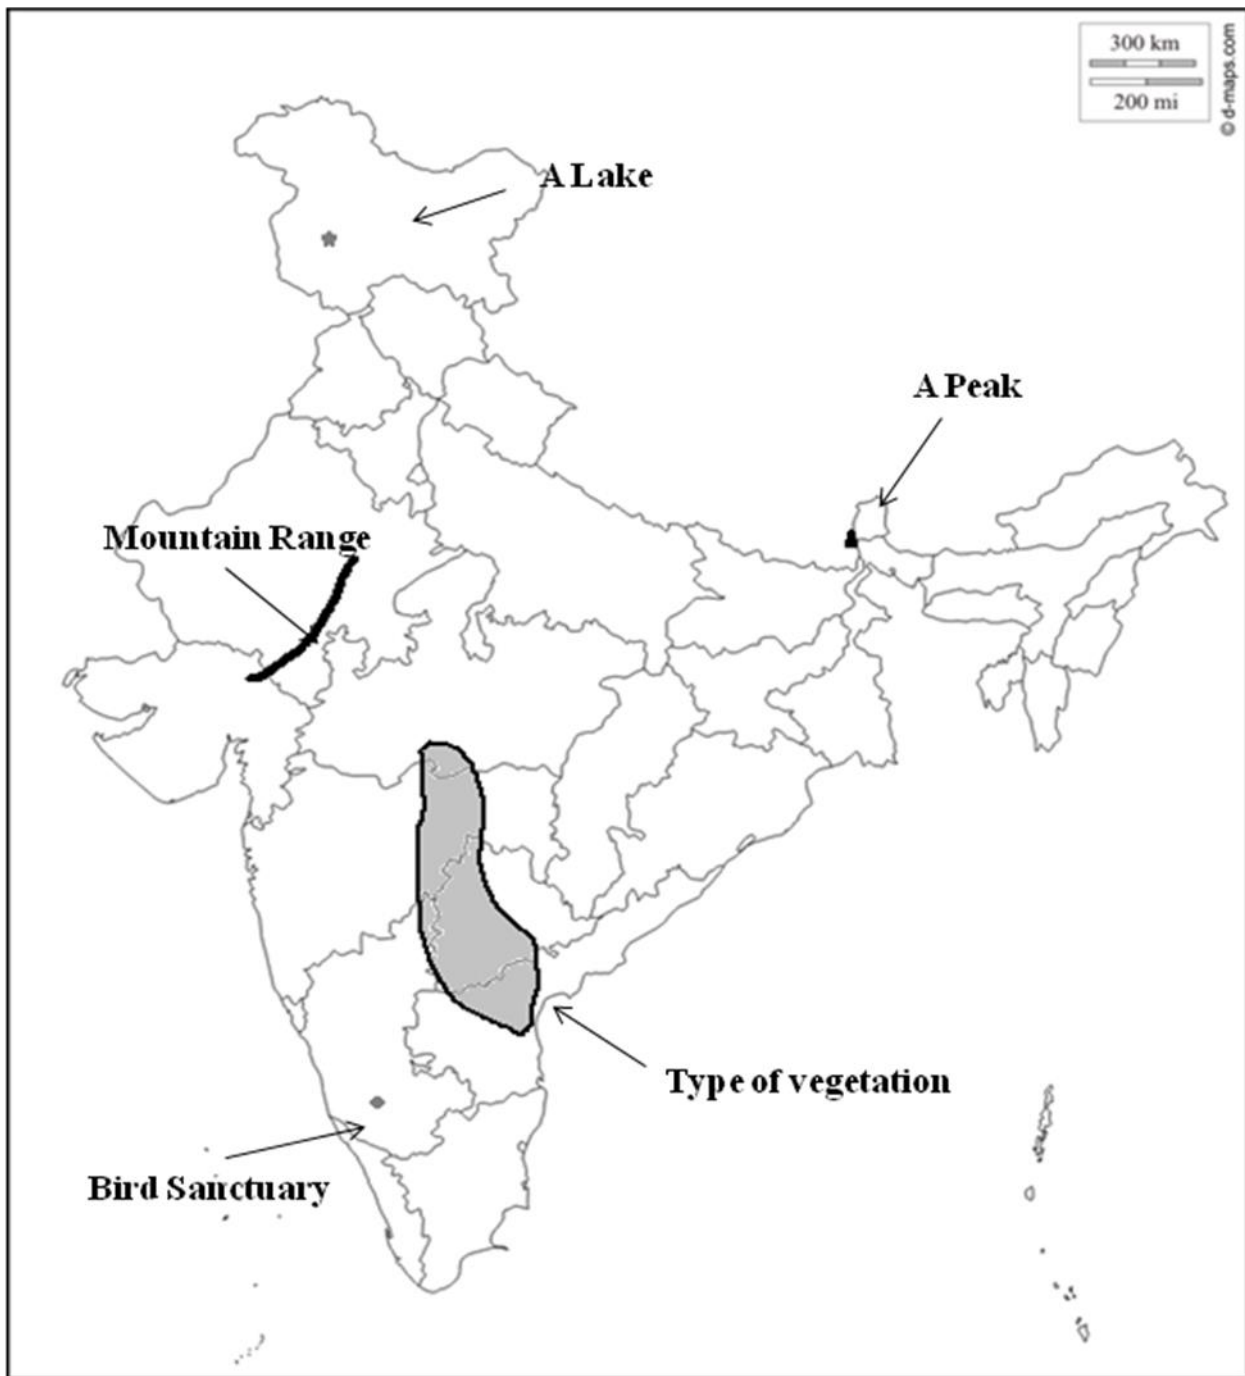 300 km
200 mi
© d-maps.com
A Lake
A Peak
Mountain Range
Type of vegetation
Bird Sanctuary